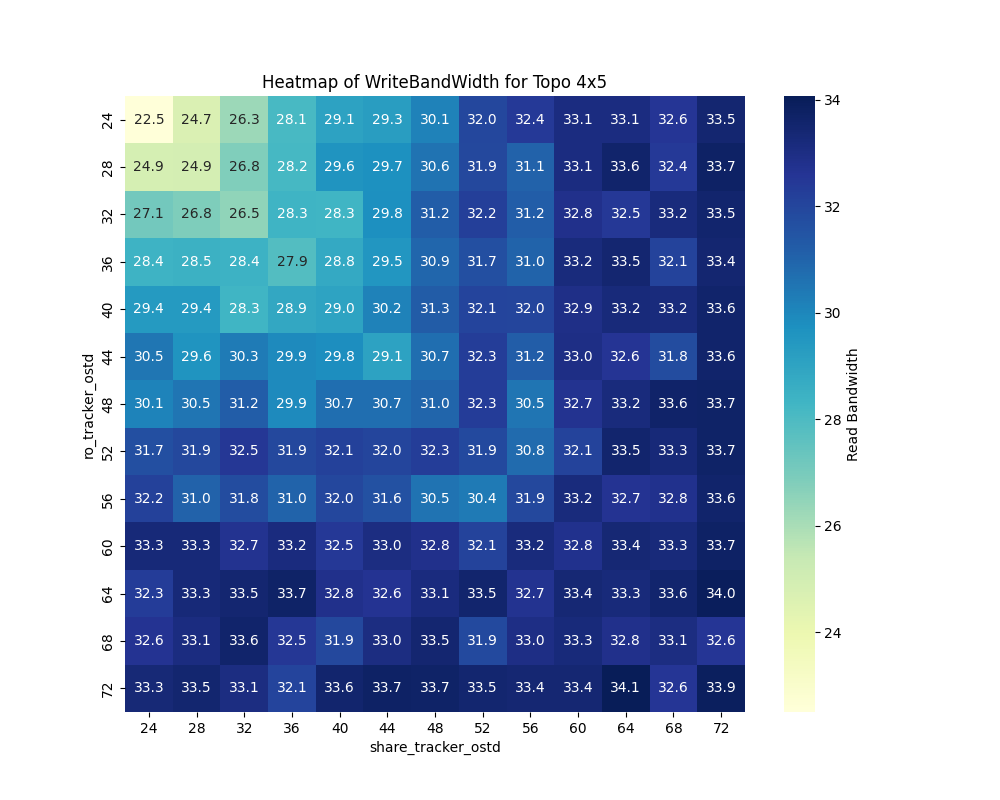 Heatmap of WriteBandWidth for Topo 4x5
24 22.5 24.7 26.3 28.1 29.1 29.3 30.1 32.0 32.4 33.1 33.1 32.6 33.5
28 24.9 24.9 26.8 28.2 29.6 29.7 30.6 31.9 31.1 33.1 33.6 32.4 33.7
32 27.1 26.8 26.5 28.3 28.3 29.8 31.2 32.2 31.2 32.8 32.5 33.2 33.5
36 28.4 28.5 28.4 27.9 28.8 29.5 30.9 31.7 31.0 33.2 33.5 32.1 33.4
40 29.4 29.4 28.3 28.9 29.0 30.2 31.3 32.1 32.0 32.9 33.2 33.2 33.6
44 30.5 29.6 30.3 29.9 29.8 29.1 30.7 32.3 31.2 33.0 32.6 31.8 33.6
48 30.1 30.5 31.2 29.9 30.7 30.7 31.0 32.3 30.5 32.7 33.2 33.6 33.7
52 31.7 31.9 32.5 31.9 32.1 32.0 32.3 31.9 30.8 32.1 33.5 33.3 33.7
56 32.2 31.0 31.8 31.0 32.0 31.6 30.5 30.4 31.9 33.2 32.7 32.8 33.6
60 33.3 33.3 32.7 33.2 32.5 33.0 32.8 32.1 33.2 32.8 33.4 33.3 33.7
64 32.3 33.3 33.5 33.7 32.8 32.6 33.1 33.5 32.7 33.4 33.3 33.6 34.0
68 32.6 33.1 33.6 32.5 31.9 33.0 33.5 31.9 33.0 33.3 32.8 33.1 32.6
72 33.3 33.5 33.1 32.1 33.6 33.7 33.7 33.5 33.4 33.4 34.1 32.6 33.9
24 28 32 36 40 44 48 52 56 60 64 68 72
share_tracker_ostd
ro_tracker_ostd
34
32
30
28
26
24
Read Bandwidth